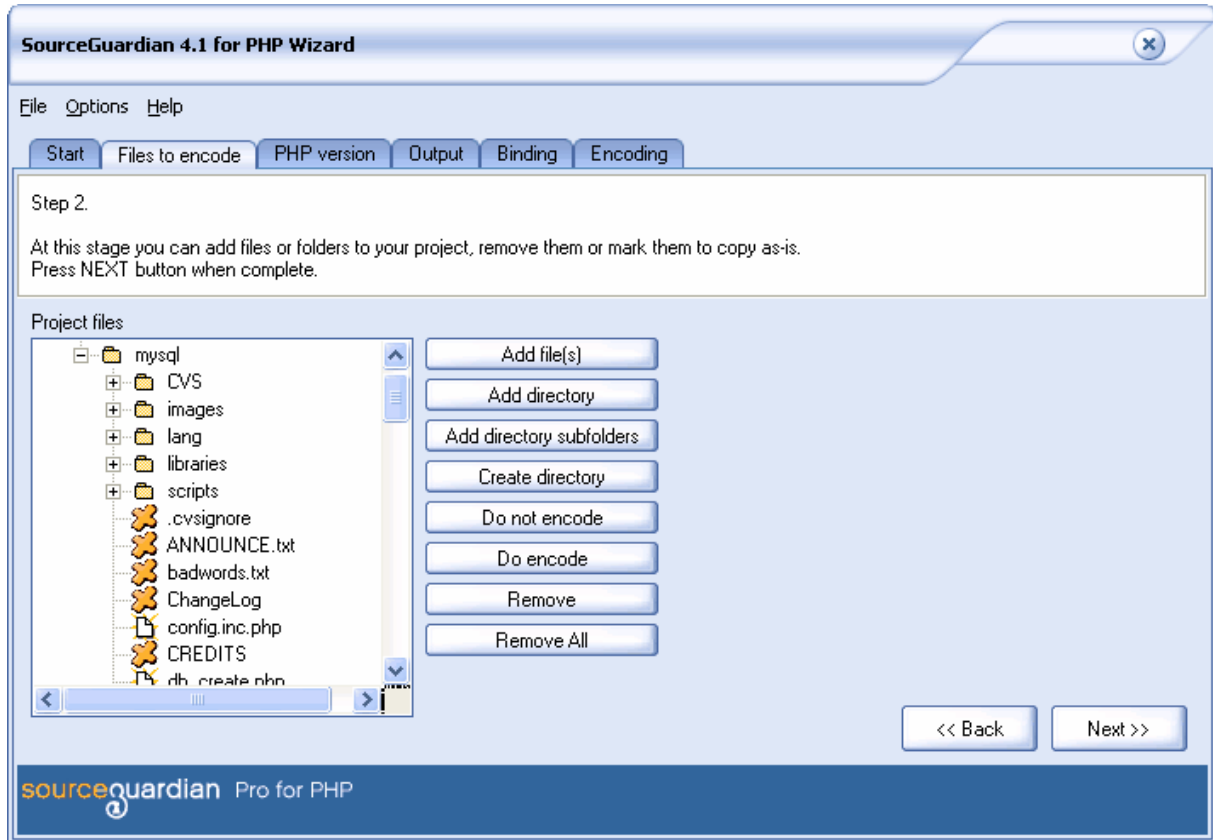 SourceGuardian 4.1 for PHP Wizard
File Options Help
Start Files to encode PHP version Output Binding Encoding
Step 2.
At this stage you can add files or folders to your project, remove them or mark them to copy as-is.
Press NEXT button when complete.
Project files
mysql
CVS
images
lang
libraries
scripts
.cvsignore
ANNOUNCE.txt
badwords.txt
ChangeLog
config.inc.php
CREDITS
db_create.php
Add file(s)
Add directory
Add directory subfolders
Create directory
Do not encode
Do encode
Remove
Remove All
<< Back Next >>
sourceguardian Pro for PHP